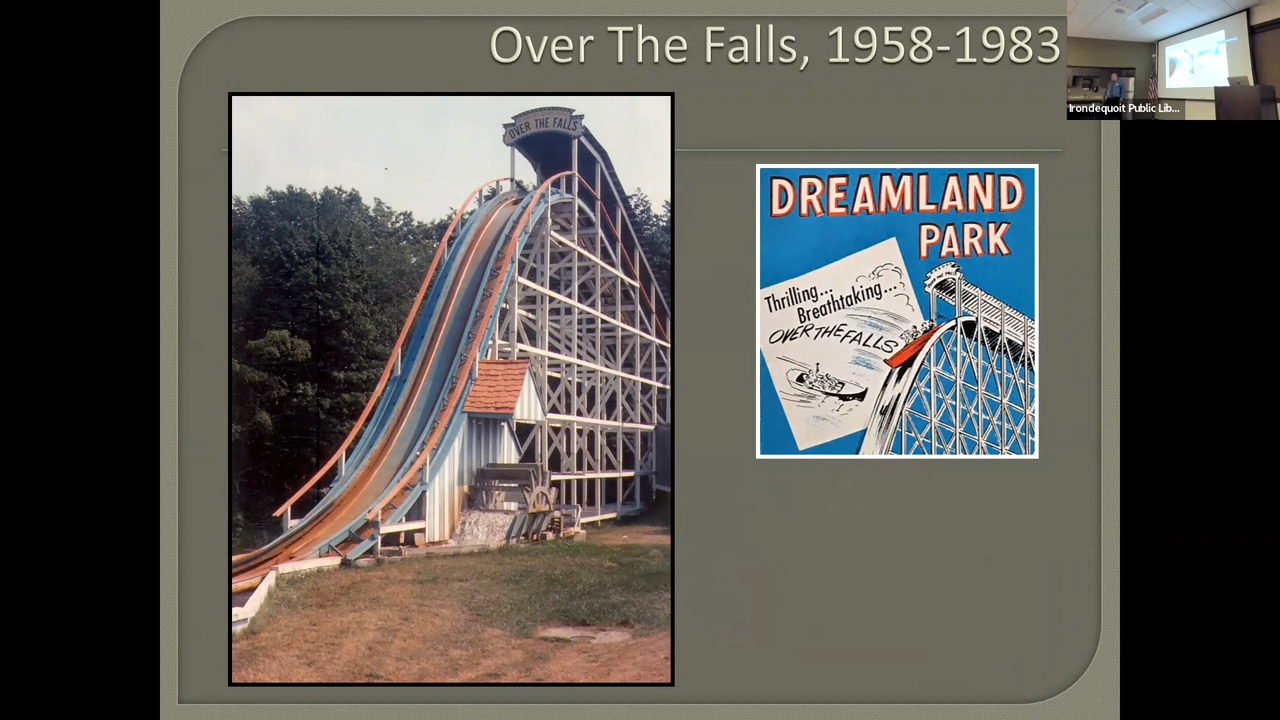 Over The Falls, 1958-1983
Irondequoit Public Lib...
OVER THE FALLS
DREAMLAND
PARK
Thrilling...
Breathtaking...
OVER THE FALLS